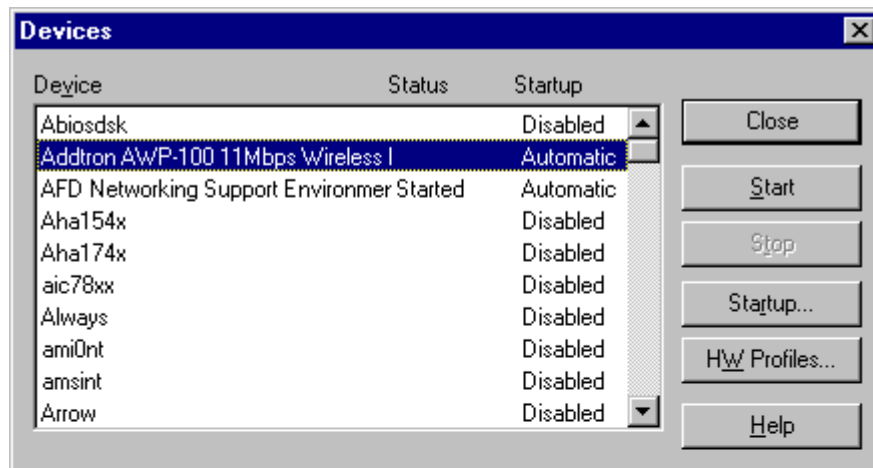 Devices
Device Status Startup
Abiosdsk Disabled
Addtron AWP-100 11Mbps Wireless I Automatic
AFD Networking Support Environmer Started Automatic
Aha154x Disabled
Aha174x Disabled
aic78xx Disabled
Always Disabled
ami0nt Disabled
amsint Disabled
Arrow Disabled
Close
Start
Stop
Startup...
HW Profiles...
Help